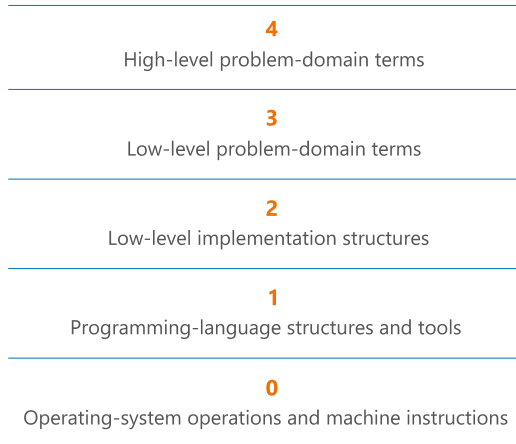 4
High-level problem-domain terms
3
Low-level problem-domain terms
2
Low-level implementation structures
1
Programming-language structures and tools
0
Operating-system operations and machine instructions